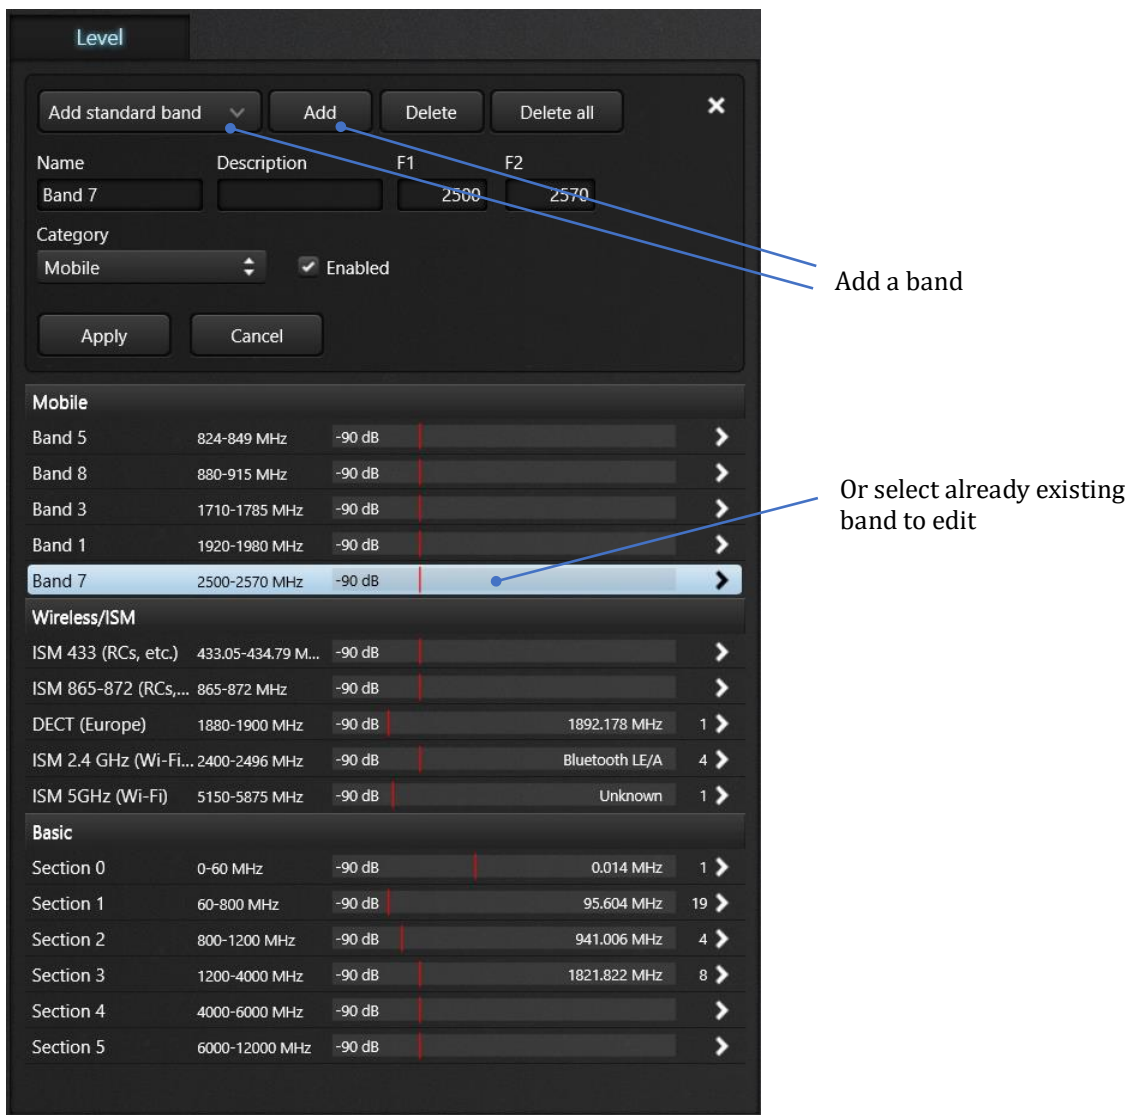 Level
Add standard band Add Delete Delete all
Name Description F1 F2
Band 7 2500 2570
Category
Mobile Enabled
Apply Cancel
Add a band
Mobile
Band 5 824-849 MHz -90 dB
Band 8 880-915 MHz -90 dB
Band 3 1710-1785 MHz -90 dB
Band 1 1920-1980 MHz -90 dB
Band 7 2500-2570 MHz -90 dB
Or select already existing
band to edit
Wireless/ISM
ISM 433 (RCs, etc.) 433.05-434.79 M... -90 dB
ISM 865-872 (RCs,... 865-872 MHz -90 dB
DECT (Europe) 1880-1900 MHz -90 dB 1892.178 MHz 1
ISM 2.4 GHz (Wi-Fi... 2400-2496 MHz -90 dB Bluetooth LE/A 4
ISM 5GHz (Wi-Fi) 5150-5875 MHz -90 dB Unknown 1
Basic
Section 0 0-60 MHz -90 dB 0.014 MHz 1
Section 1 60-800 MHz -90 dB 95.604 MHz 19
Section 2 800-1200 MHz -90 dB 941.006 MHz 4
Section 3 1200-4000 MHz -90 dB 1821.822 MHz 8
Section 4 4000-6000 MHz -90 dB
Section 5 6000-12000 MHz -90 dB